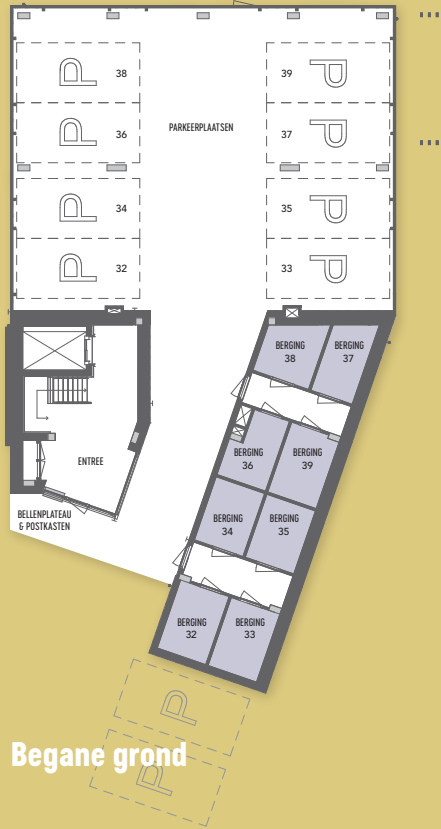 P 38
39 P
P 36
PARKEERPLAATSEN
37 P
P 34
35 P
P 32
33 P
BERGING
38
BERGING
37
BERGING
36
BERGING
39
ENTREE
BELLENPLATEAU
& POSTKASTEN
BERGING
34
BERGING
35
BERGING
32
BERGING
33
P
Begane grond
P